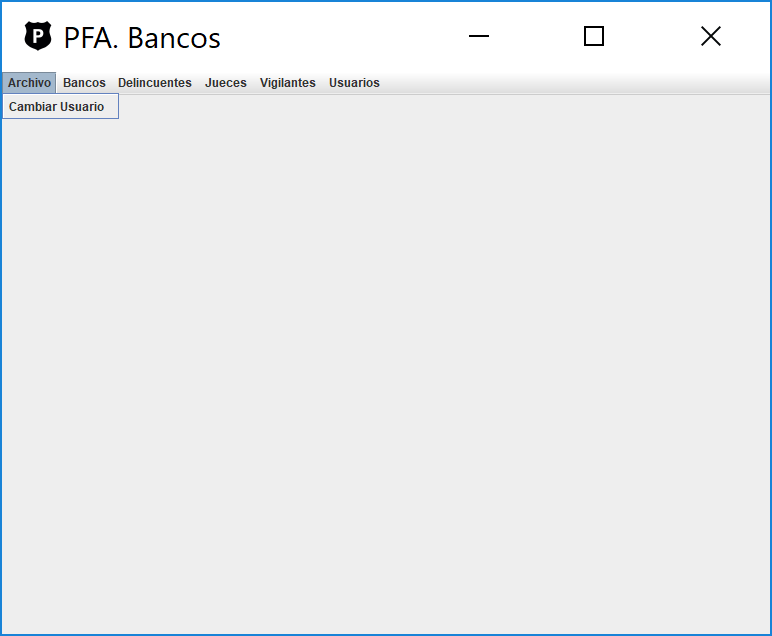 P PFA. Bancos
Archivo Bancos Delincuentes Jueces Vigilantes Usuarios
Cambiar Usuario